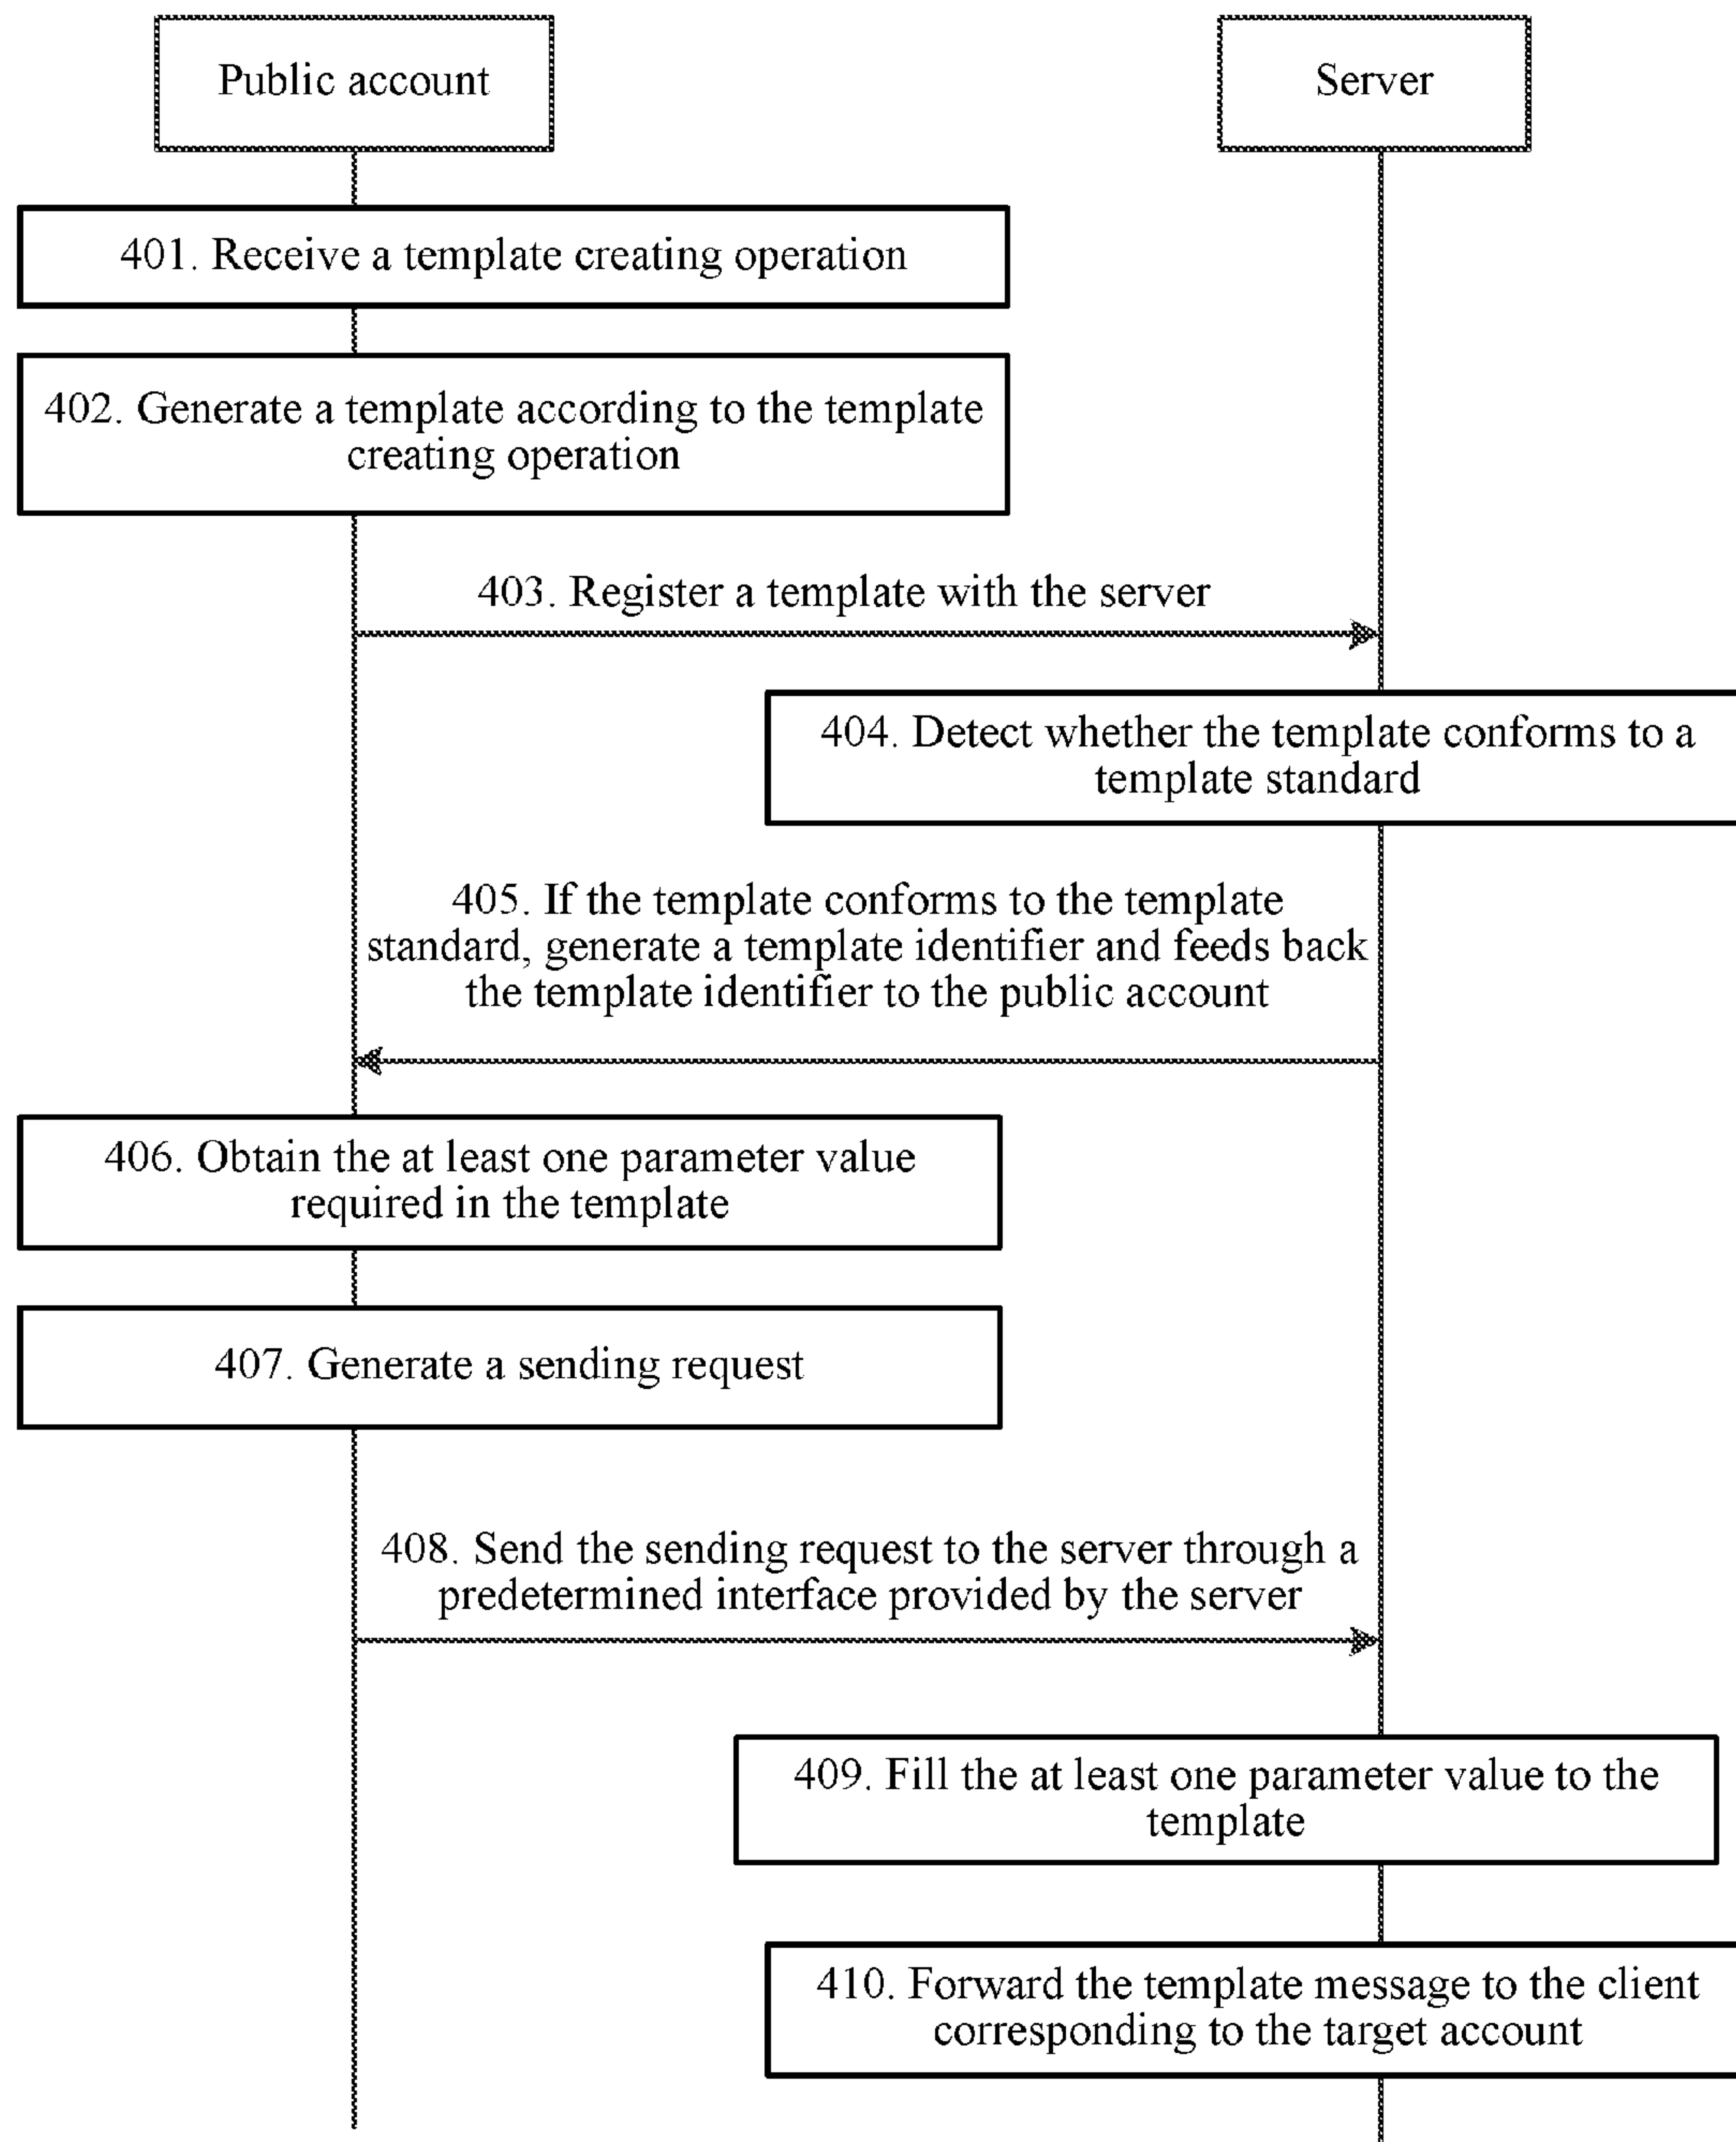 Public account
Server
401. Receive a template creating operation
402. Generate a template according to the template
creating operation
403. Register a template with the server
404. Detect whether the template conforms to a
template standard
405. If the template conforms to the template
standard, generate a template identifier and feeds back
the template identifier to the public account
406. Obtain the at least one parameter value
required in the template
407. Generate a sending request
408. Send the sending request to the server through a
predetermined interface provided by the server
409. Fill the at least one parameter value to the
template
410. Forward the template message to the client
corresponding to the target account